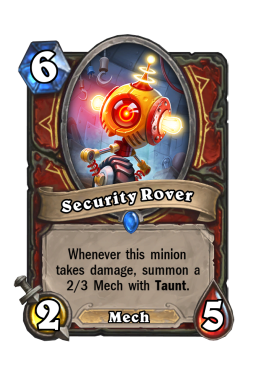 6
Security Rover
Whenever this minion
takes damage, summon a
2/3 Mech with Taunt.
2
Mech
5